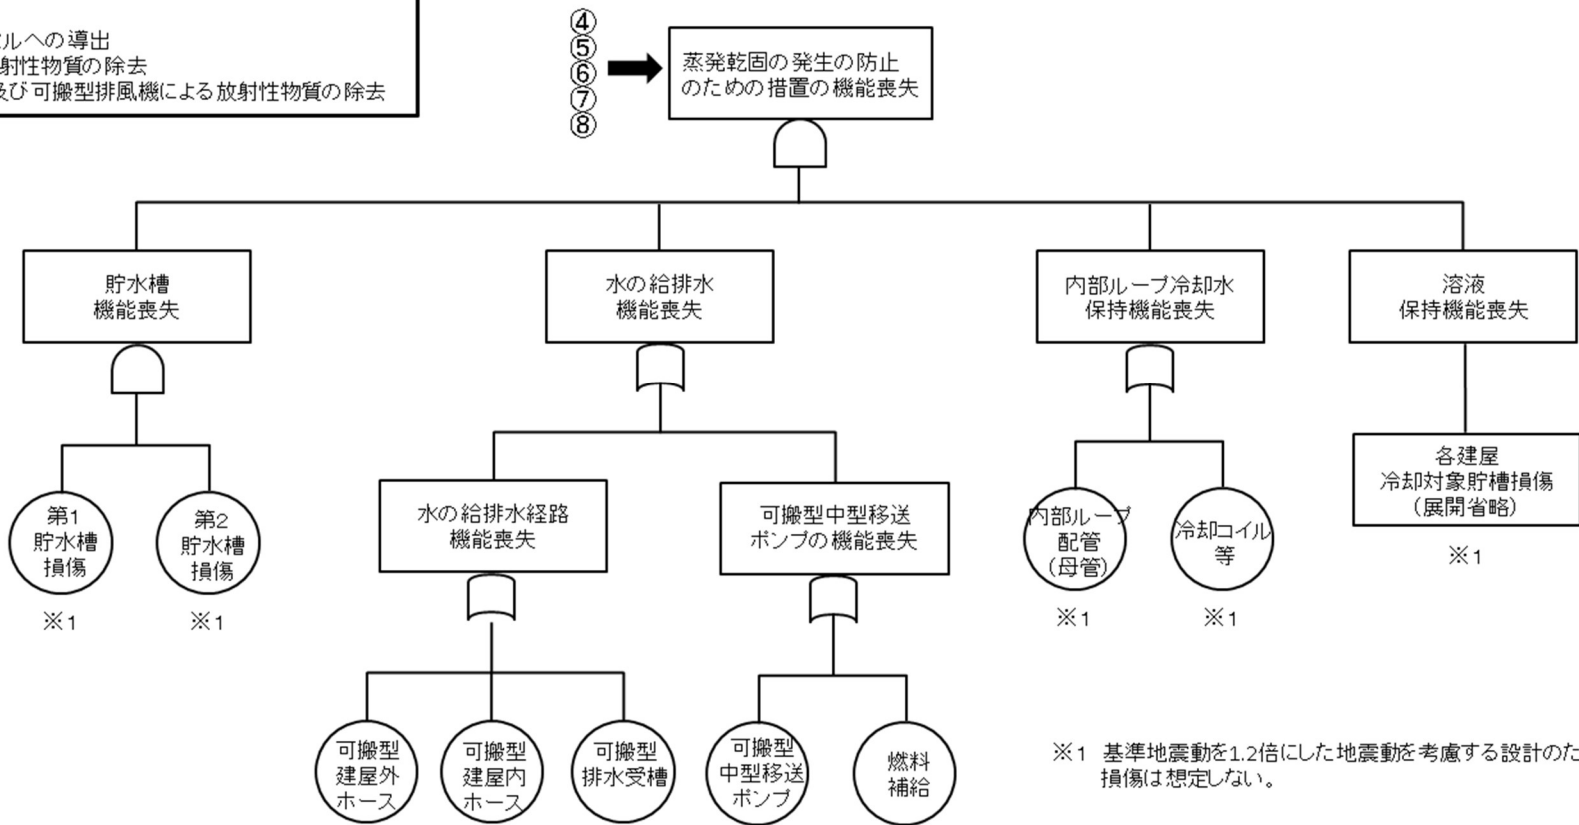 ルへの導出
射性物質の除去
及び可搬型排風機による放射性物質の除去
④
⑤
⑥
⑦
⑧
蒸発乾固の発生の防止
のための措置の機能喪失
貯水槽
機能喪失
水の給排水
機能喪失
内部ループ冷却水
保持機能喪失
溶液
保持機能喪失
第1
貯水槽
損傷
※1
第2
貯水槽
損傷
※1
水の給排水経路
機能喪失
可搬型中型移送
ポンプの機能喪失
内部ループ
配管
(母管)
※1
冷却コイル
等
※1
各建屋
冷却対象貯槽損傷
(展開省略)
※1
可搬型
建屋外
ホース
可搬型
建屋内
ホース
可搬型
排水受槽
可搬型
中型移送
ポンプ
燃料
補給
※1 基準地震動を1.2倍にした地震動を考慮する設計のた
損傷は想定しない。